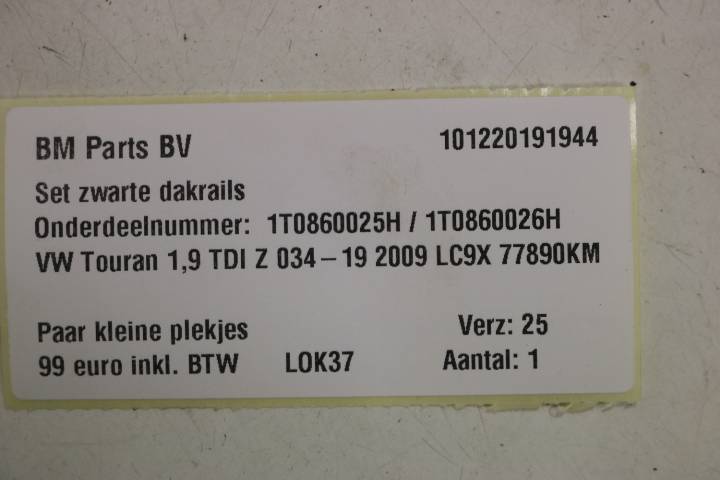 BM Parts BV 101220191944
Set zwarte dakrails
Onderdeelnummer: 1T0860025H / 1T0860026H
VW Touran 1,9 TDI Z 034 – 19 2009 LC9X 77890KM
Paar kleine plekjes Verz: 25
99 euro inkl. BTW LOK37 Aantal: 1